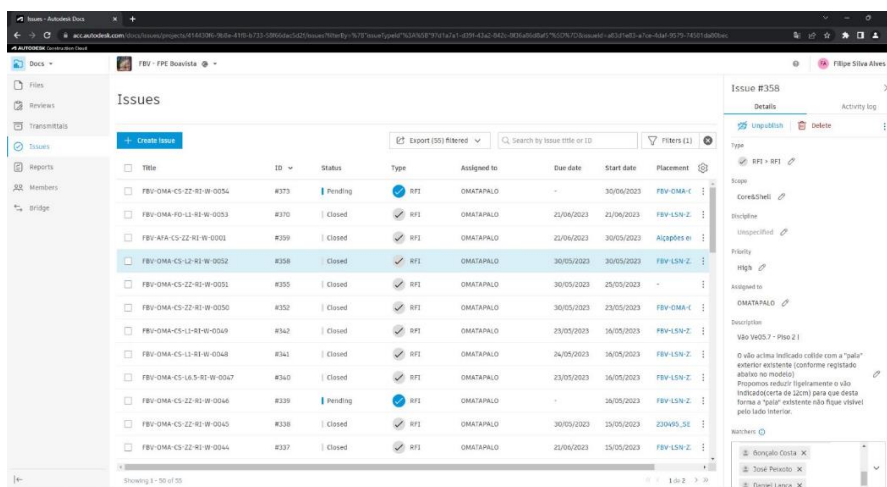 Issues - Autodesk Docs
acc.autodesk.com
AUTODESK Construction Cloud
Docs
FBV - FPE Boavista
Filipe Silva Alves
Files
Reviews
Transmittals
Issues
Reports
Members
Bridge
Issues
Create issue
Export (55) filtered
Search by issue title or ID
Filters (1)
Title ID Status Type Assigned to Due date Start date Placement
FBV-OMA-CS-ZZ-RI-W-0054 #373 Pending RFI OMATAPALO - 30/06/2023 FBV-OMA-(
FBV-OMA-FO-L1-RI-W-0053 #370 Closed RFI OMATAPALO 21/06/2023 21/06/2023 FBV-LSN-Z.
FBV-AFA-CS-ZZ-RI-W-0001 #359 Closed RFI OMATAPALO 21/06/2023 30/05/2023 Alçapões e
FBV-OMA-CS-L2-RI-W-0052 #358 Closed RFI OMATAPALO 30/05/2023 30/05/2023 FBV-LSN-Z.
FBV-OMA-CS-ZZ-RI-W-0051 #355 Closed RFI OMATAPALO 30/05/2023 25/05/2023 -
FBV-OMA-CS-ZZ-RI-W-0050 #352 Closed RFI OMATAPALO 30/05/2023 23/05/2023 FBV-OMA-(
FBV-OMA-CS-L1-RI-W-0049 #342 Closed RFI OMATAPALO 23/05/2023 16/05/2023 FBV-LSN-Z.
FBV-OMA-CS-L1-RI-W-0048 #341 Closed RFI OMATAPALO 24/05/2023 16/05/2023 FBV-LSN-Z.
FBV-OMA-CS-L6.5-RI-W-0047 #340 Closed RFI OMATAPALO 23/05/2023 16/05/2023 FBV-LSN-Z.
FBV-OMA-CS-ZZ-RI-W-0046 #339 Pending RFI OMATAPALO - 16/05/2023 FBV-LSN-Z.
FBV-OMA-CS-ZZ-RI-W-0045 #338 Closed RFI OMATAPALO 30/05/2023 15/05/2023 230495_SE
FBV-OMA-CS-ZZ-RI-W-0044 #337 Closed RFI OMATAPALO 21/06/2023 15/05/2023 FBV-LSN-Z.
Showing 1 - 50 of 55
1 de 2
Issue #358
Details Activity log
Unpublish Delete
Type
RFI > RFI
Scope
Core&Shell
Discipline
Unspecified
Priority
High
Assigned to
OMATAPALO
Description
Vão Ve05.7 - Piso 2 |
O vão acima indicado colide com a "pala"
exterior existente (conforme registado
abaixo no modelo)
Propomos reduzir ligeiramente o vão
indicado(certa de 12cm) para que desta
forma a "pala" existente não fique visivel
pelo lado interior.
Watchers
Gonçalo Costa
José Peixoto
Daniel Lança